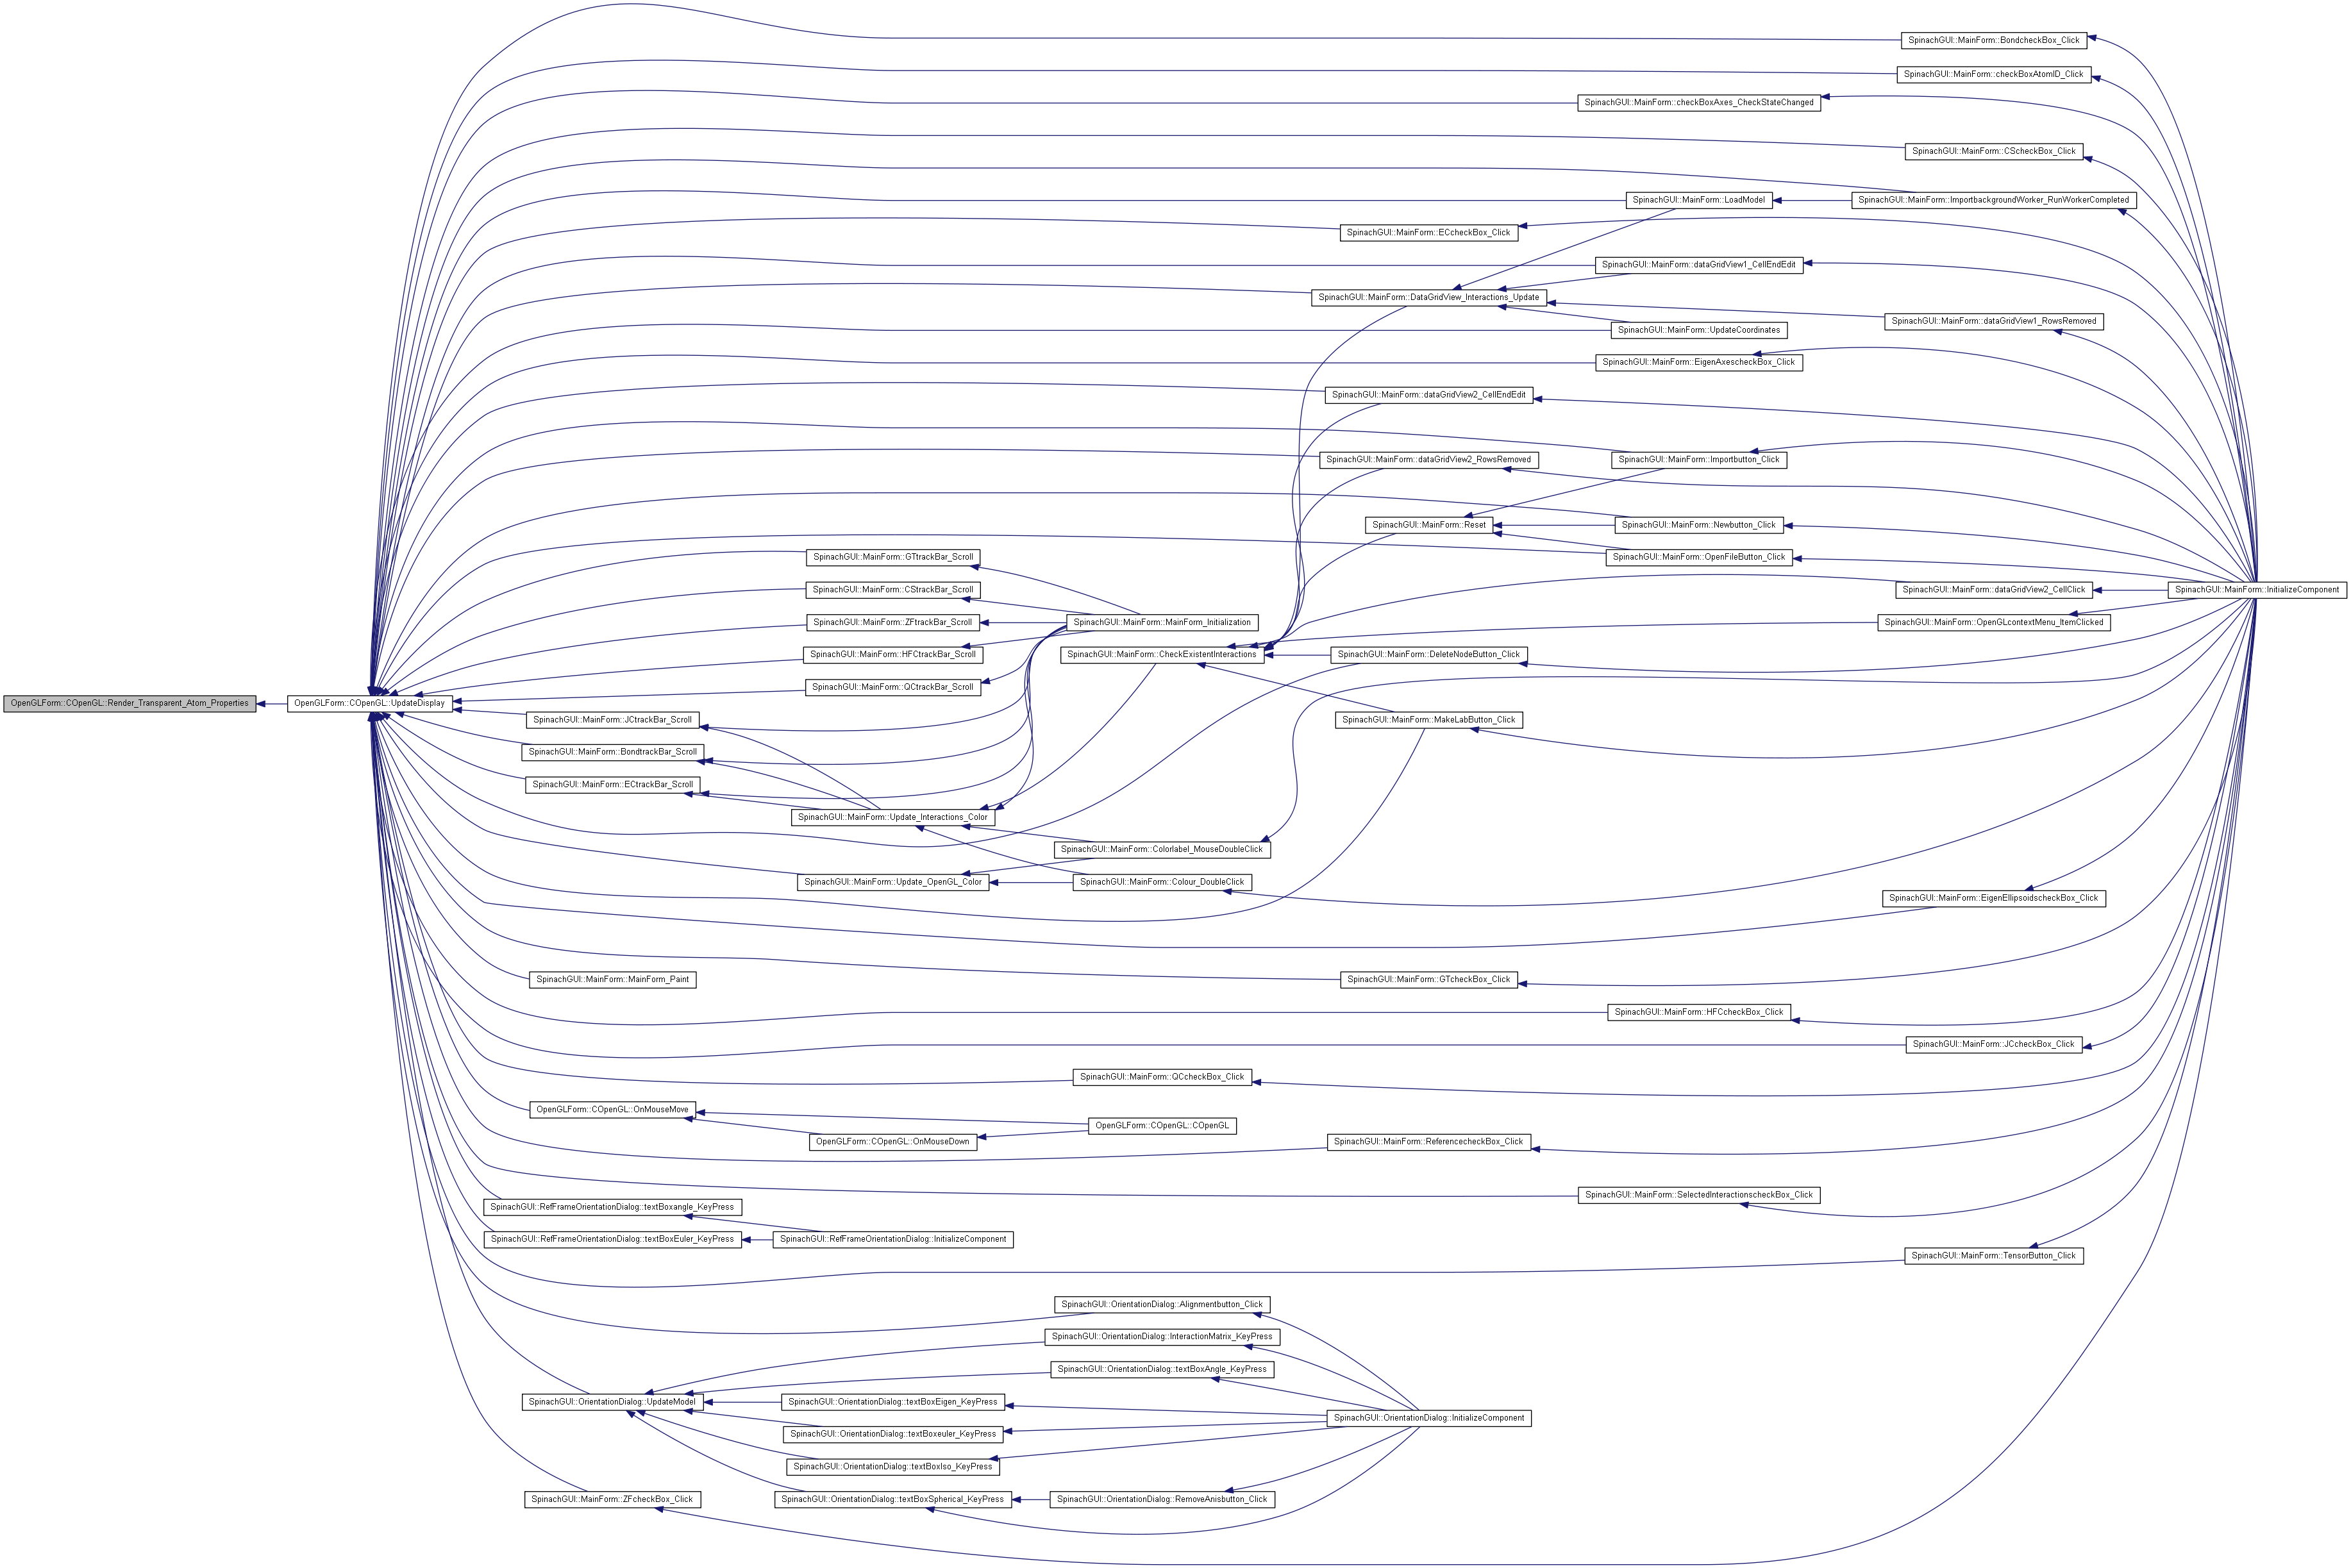 SpinachGUI::MainForm::BondcheckBox_Click
SpinachGUI::MainForm::checkBoxAtomID_Click
SpinachGUI::MainForm::checkBoxAxes_CheckStateChanged
SpinachGUI::MainForm::CScheckBox_Click
SpinachGUI::MainForm::LoadModel
SpinachGUI::MainForm::ImportbackgroundWorker_RunWorkerCompleted
SpinachGUI::MainForm::ECcheckBox_Click
SpinachGUI::MainForm::dataGridView1_CellEndEdit
SpinachGUI::MainForm::DataGridView_Interactions_Update
SpinachGUI::MainForm::dataGridView1_RowsRemoved
SpinachGUI::MainForm::UpdateCoordinates
SpinachGUI::MainForm::EigenAxescheckBox_Click
SpinachGUI::MainForm::dataGridView2_CellEndEdit
SpinachGUI::MainForm::dataGridView2_RowsRemoved
SpinachGUI::MainForm::Importbutton_Click
SpinachGUI::MainForm::Reset
SpinachGUI::MainForm::Newbutton_Click
SpinachGUI::MainForm::GTtrackBar_Scroll
SpinachGUI::MainForm::OpenFileButton_Click
SpinachGUI::MainForm::CStrackBar_Scroll
SpinachGUI::MainForm::dataGridView2_CellClick
SpinachGUI::MainForm::InitializeComponent
SpinachGUI::MainForm::ZFtrackBar_Scroll
SpinachGUI::MainForm::MainForm_Initialization
SpinachGUI::MainForm::OpenGLcontextMenu_ItemClicked
SpinachGUI::MainForm::HFCtrackBar_Scroll
SpinachGUI::MainForm::CheckExistentInteractions
SpinachGUI::MainForm::DeleteNodeButton_Click
SpinachGUI::MainForm::QCtrackBar_Scroll
OpenGLForm::COpenGL::Render_Transparent_Atom_Properties
OpenGLForm::COpenGL::UpdateDisplay
SpinachGUI::MainForm::JCtrackBar_Scroll
SpinachGUI::MainForm::MakeLabButton_Click
SpinachGUI::MainForm::BondtrackBar_Scroll
SpinachGUI::MainForm::ECtrackBar_Scroll
SpinachGUI::MainForm::Update_Interactions_Color
SpinachGUI::MainForm::Colorlabel_MouseDoubleClick
SpinachGUI::MainForm::Update_OpenGL_Color
SpinachGUI::MainForm::Colour_DoubleClick
SpinachGUI::MainForm::EigenEllipsoidscheckBox_Click
SpinachGUI::MainForm::MainForm_Paint
SpinachGUI::MainForm::GTcheckBox_Click
SpinachGUI::MainForm::HFCcheckBox_Click
SpinachGUI::MainForm::JCcheckBox_Click
SpinachGUI::MainForm::QCcheckBox_Click
OpenGLForm::COpenGL::OnMouseMove
OpenGLForm::COpenGL::COpenGL
OpenGLForm::COpenGL::OnMouseDown
SpinachGUI::MainForm::ReferencecheckBox_Click
SpinachGUI::MainForm::SelectedInteractionscheckBox_Click
SpinachGUI::RefFrameOrientationDialog::textBoxangle_KeyPress
SpinachGUI::RefFrameOrientationDialog::textBoxEuler_KeyPress
SpinachGUI::RefFrameOrientationDialog::InitializeComponent
SpinachGUI::MainForm::TensorButton_Click
SpinachGUI::OrientationDialog::Alignmentbutton_Click
SpinachGUI::OrientationDialog::InteractionMatrix_KeyPress
SpinachGUI::OrientationDialog::textBoxAngle_KeyPress
SpinachGUI::OrientationDialog::UpdateModel
SpinachGUI::OrientationDialog::textBoxEigen_KeyPress
SpinachGUI::OrientationDialog::InitializeComponent
SpinachGUI::OrientationDialog::textBoxeuler_KeyPress
SpinachGUI::OrientationDialog::textBoxIso_KeyPress
SpinachGUI::MainForm::ZFcheckBox_Click
SpinachGUI::OrientationDialog::textBoxSpherical_KeyPress
SpinachGUI::OrientationDialog::RemoveAnisbutton_Click